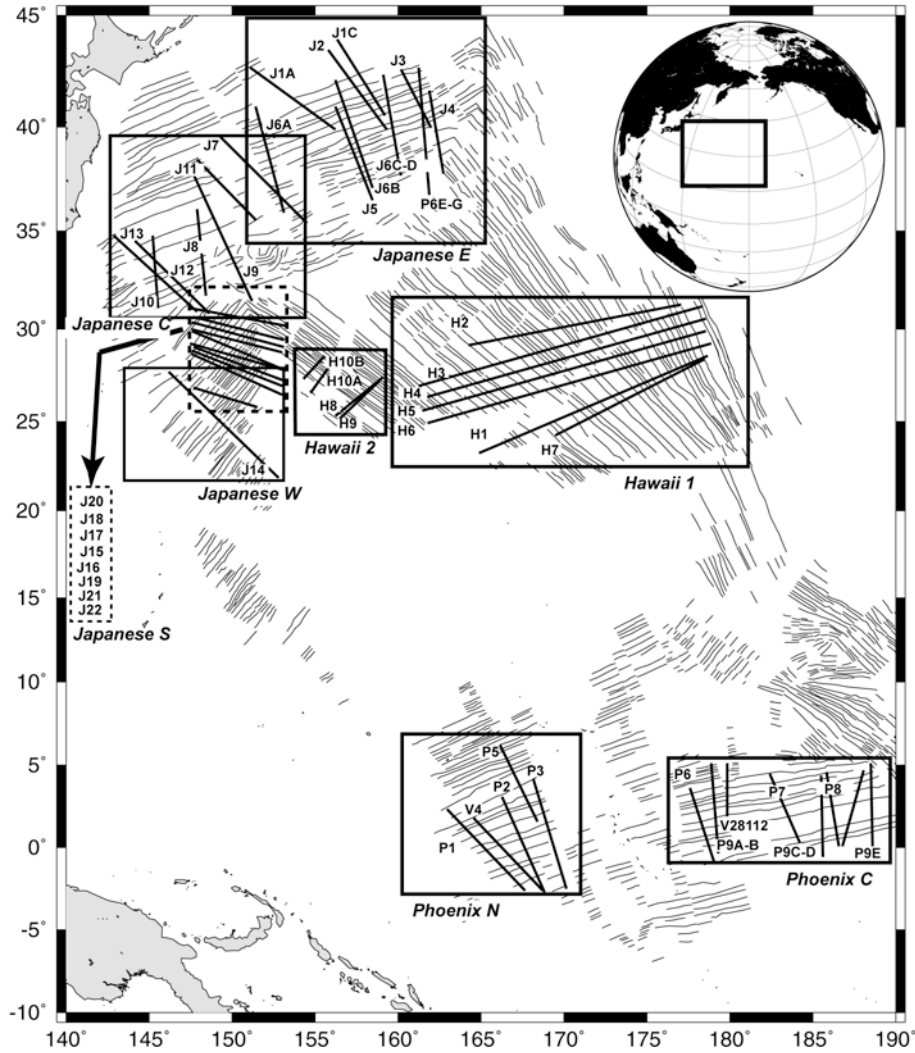 45°
40°
35°
30°
25°
20°
15°
10°
5°
0°
-5°
-10°
140
145
150
155
160
165
170
175
180
185
190
J1C
J2
J1A
J3
J4
J6A
J6C-D
J6B
J5
P6E-G
Japanese E
J7
J11
J13
J8
J12
J9
J10
Japanese C
H2
H3
H4
H5
H6
H1
H7
Hawaii 1
H10B
H10A
H8
H9
Hawaii 2
J14
Japanese W
J20
J18
J17
J15
J16
J19
J21
J22
Japanese S
P5
P3
P2
V4
P1
Phoenix N
P6
P7
P8
V28112
P9A-B
P9C-D
P9E
Phoenix C